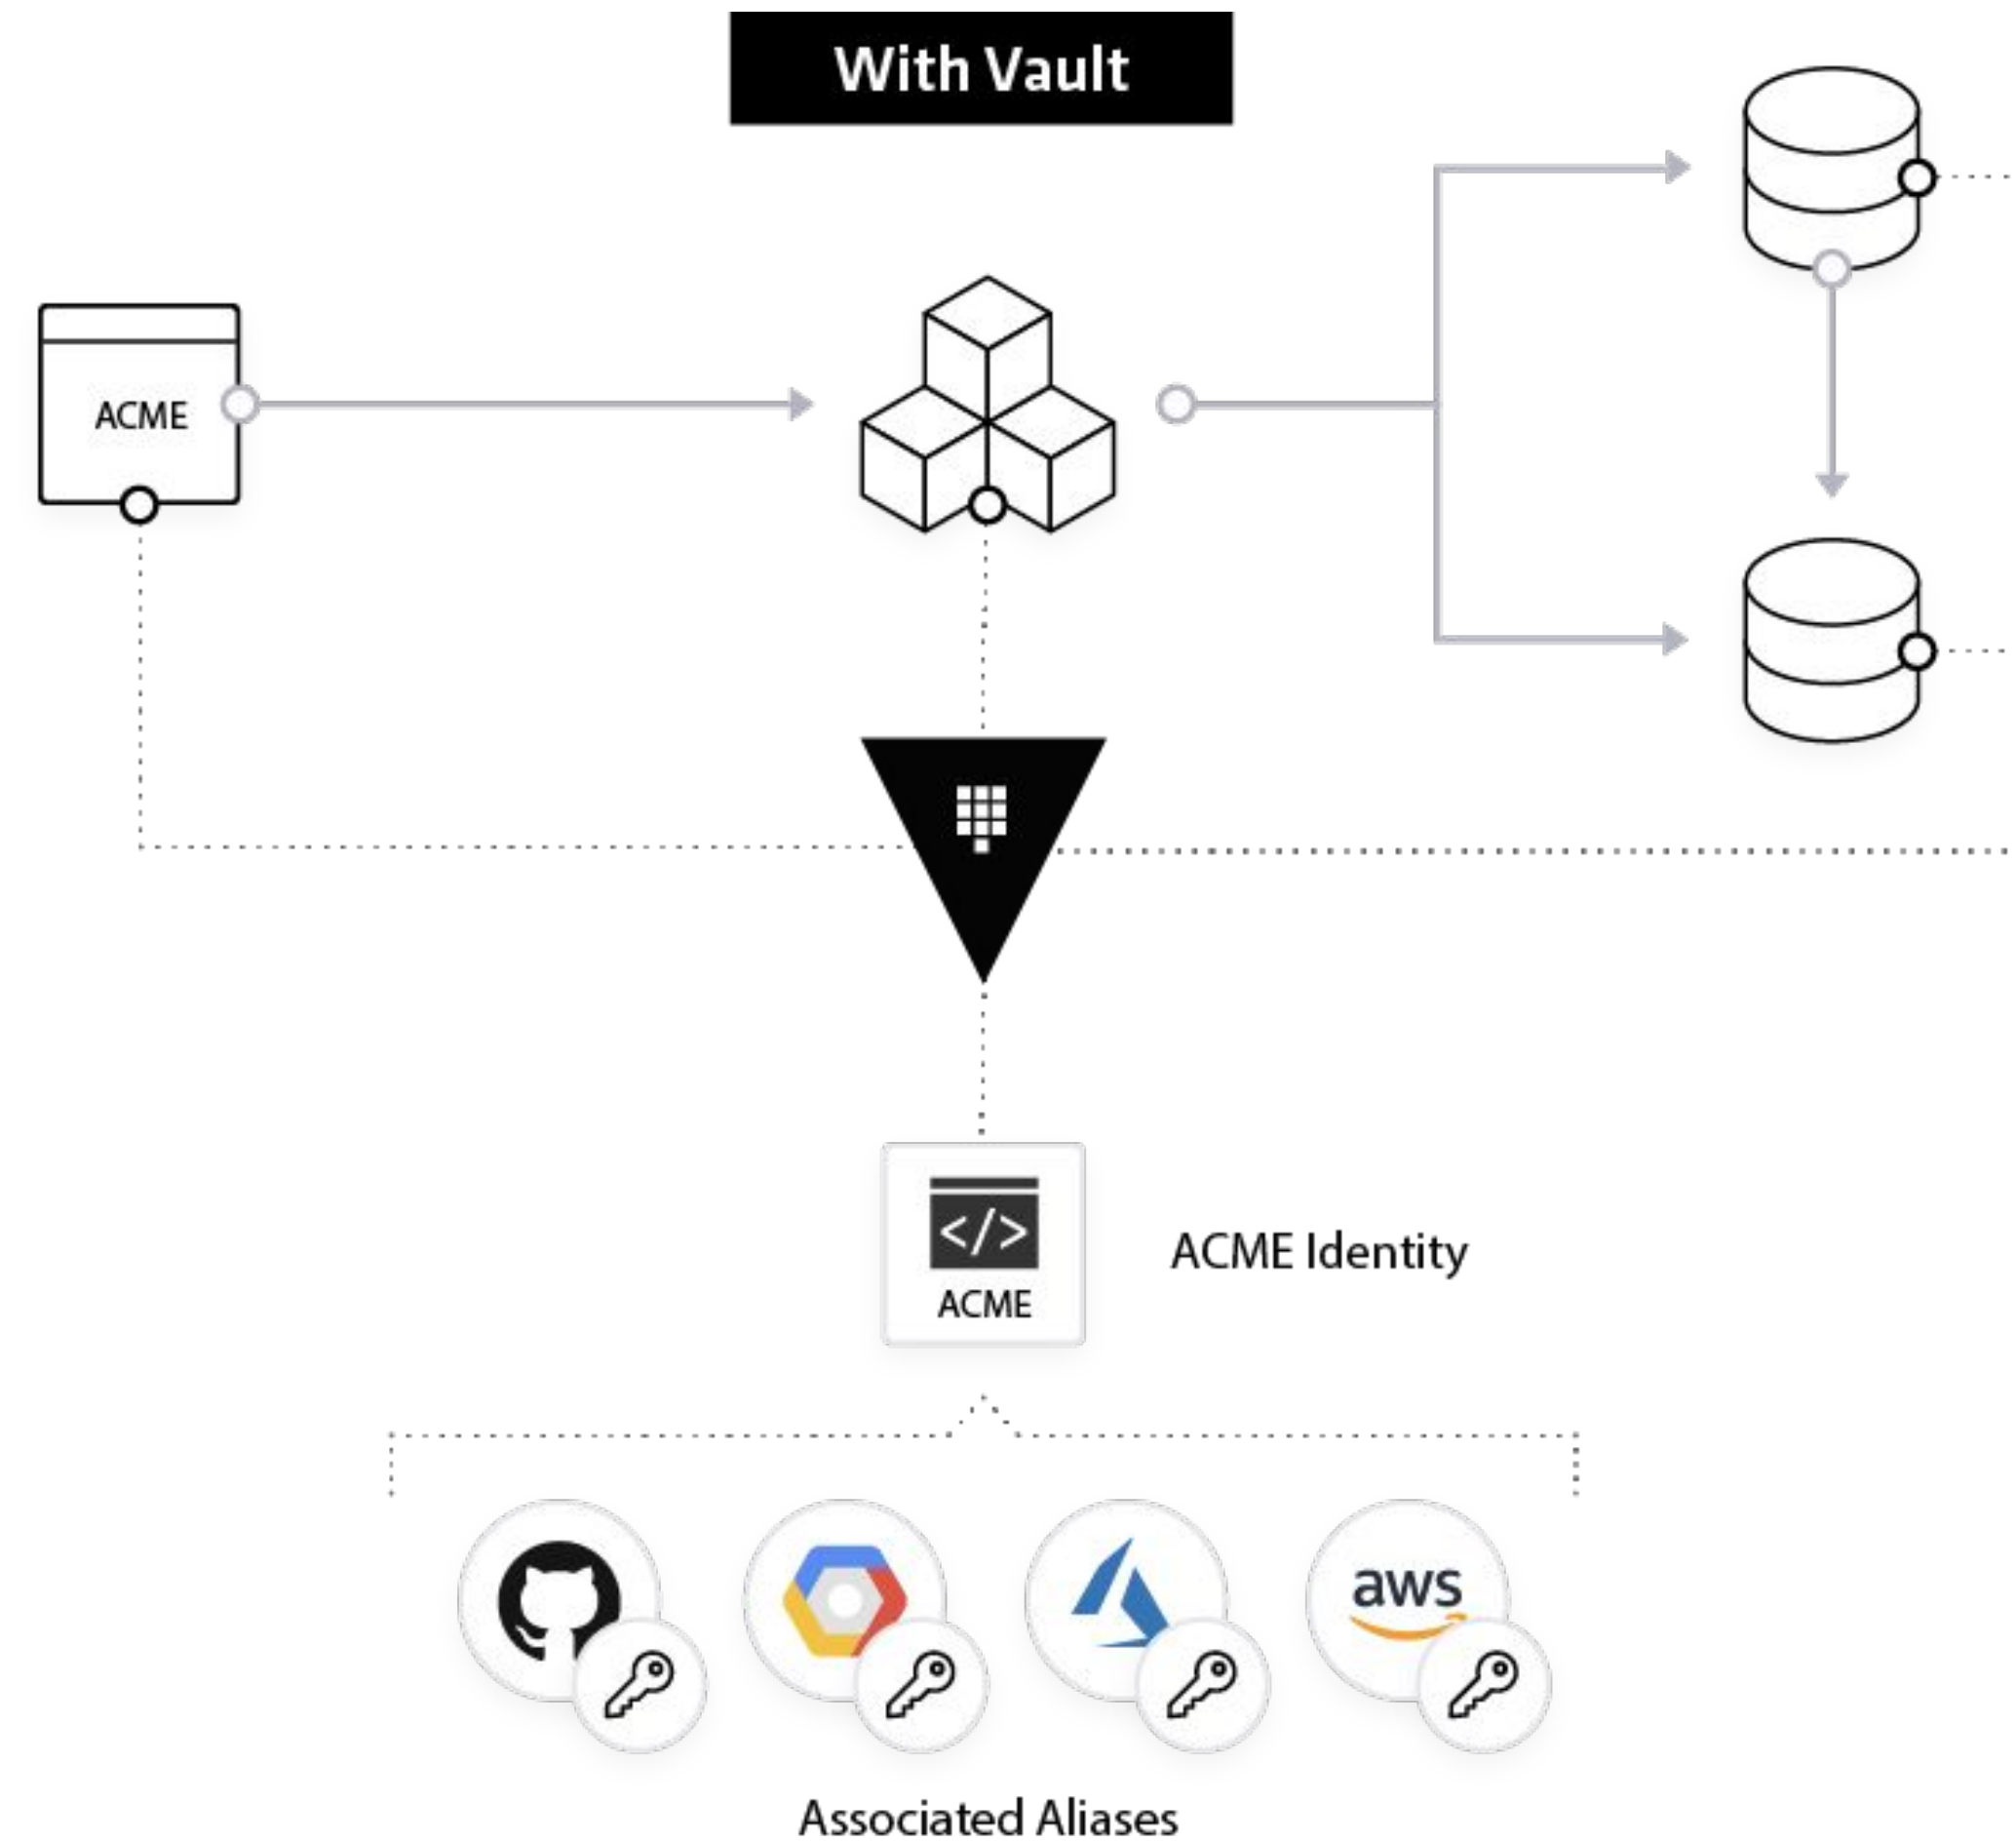 With Vault
ACME
</>
ACME
ACME Identity
aws
Associated Aliases